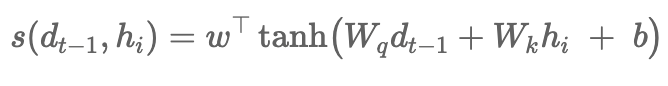 s(d_{t-1}, h_i) = w^⊤ tanh(W_q d_{t-1} + W_k h_i + b)